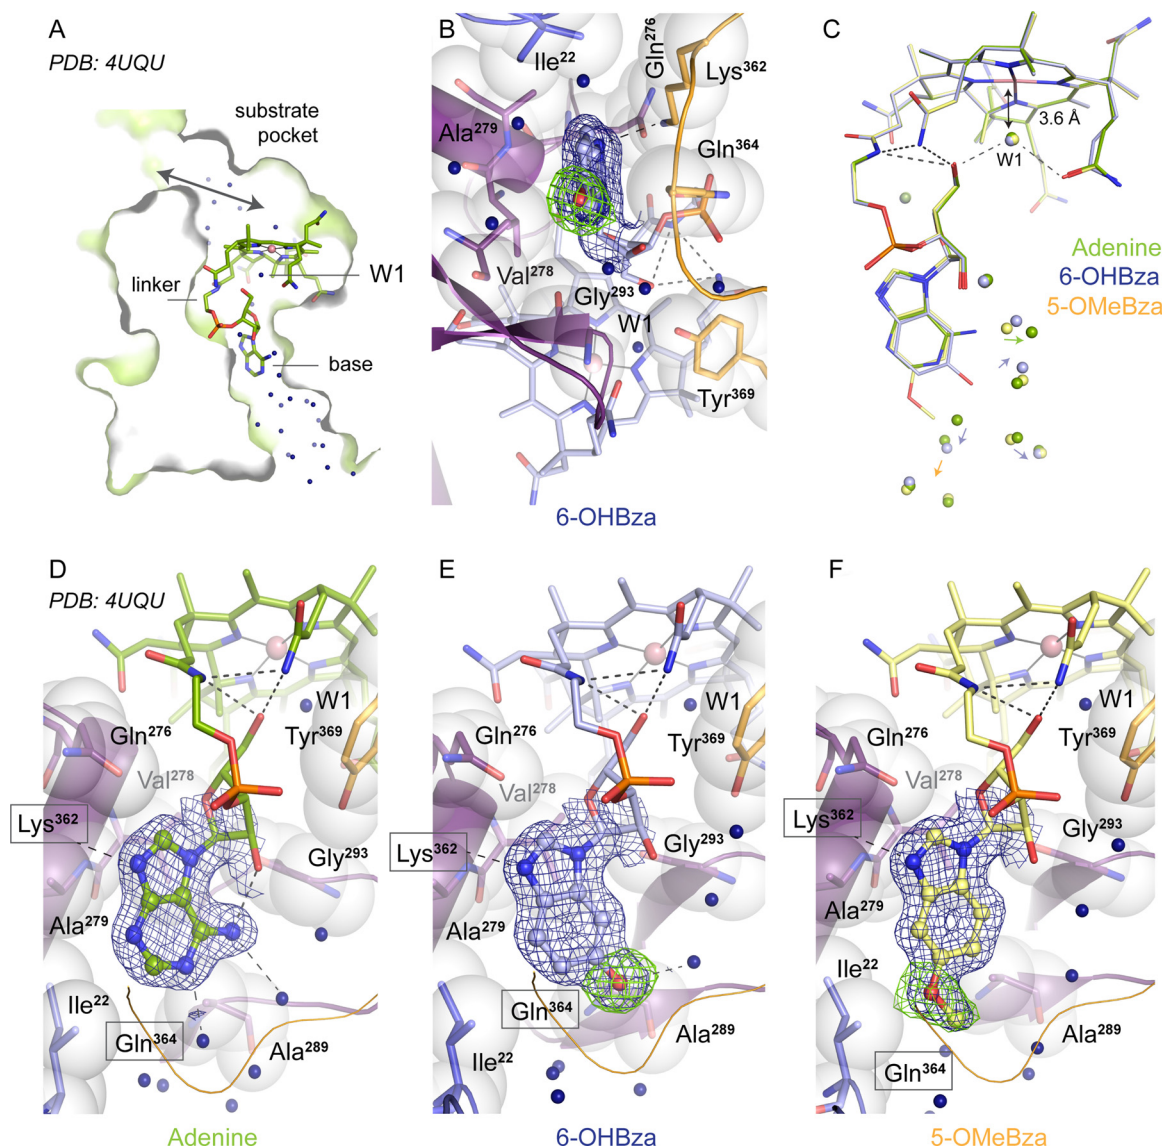 A
PDB: 4UQU
substrate
pocket
linker
W1
base
B
Ile22
Gln276
Lys362
Ala279
Gln364
Val278
Gly293
W1
Tyr369
6-OHBza
C
3.6 Å
W1
Adenine
6-OHBza
5-OMeBza
D
PDB: 4UQU
W1
Gln276
Tyr369
Val278
Lys362
Gly293
Ala279
Ile22
Gln364
Ala289
Adenine
E
W1
Gln276
Tyr369
Val278
Lys362
Gly293
Ala279
Gln364
Ala289
Ile22
6-OHBza
F
W1
Gln276
Tyr369
Val278
Lys362
Gly293
Ala279
Ile22
Ala289
Gln364
5-OMeBza